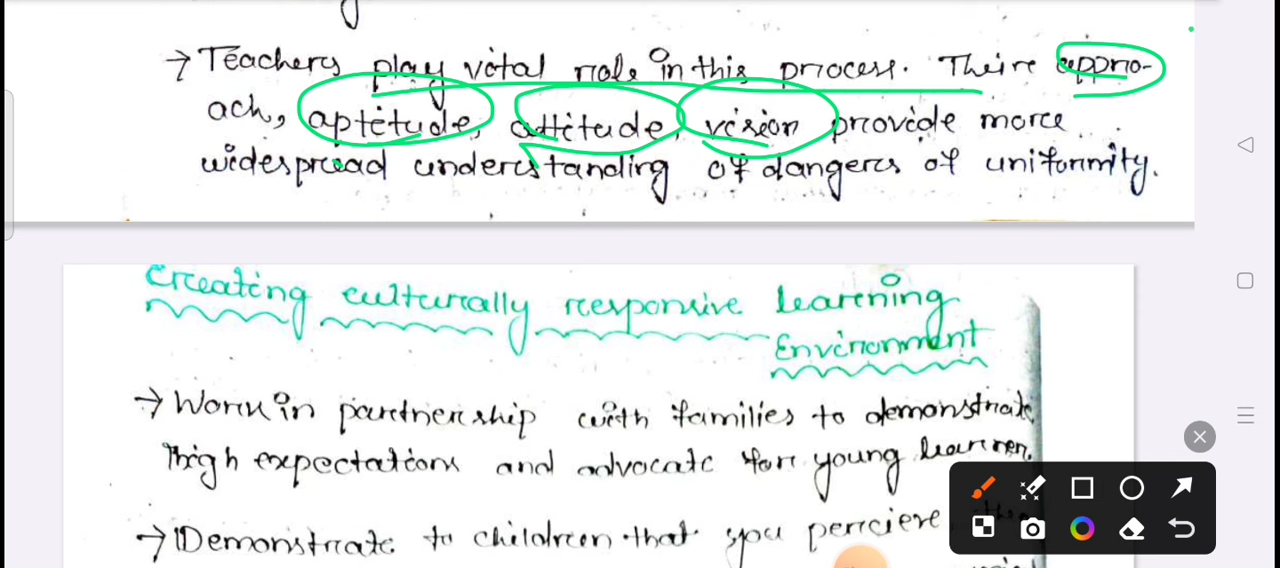 → Teachers play vital role in this process. Their appro-
ach, aptitude, attitude, vision provide more
widespread understanding of dangers of uniformity.
Creating culturally responsive learning
Environment
→ Work in partnership with families to demonstrate
high expectations and advocate for young learner.
→ Demonstrate to children that you perciere